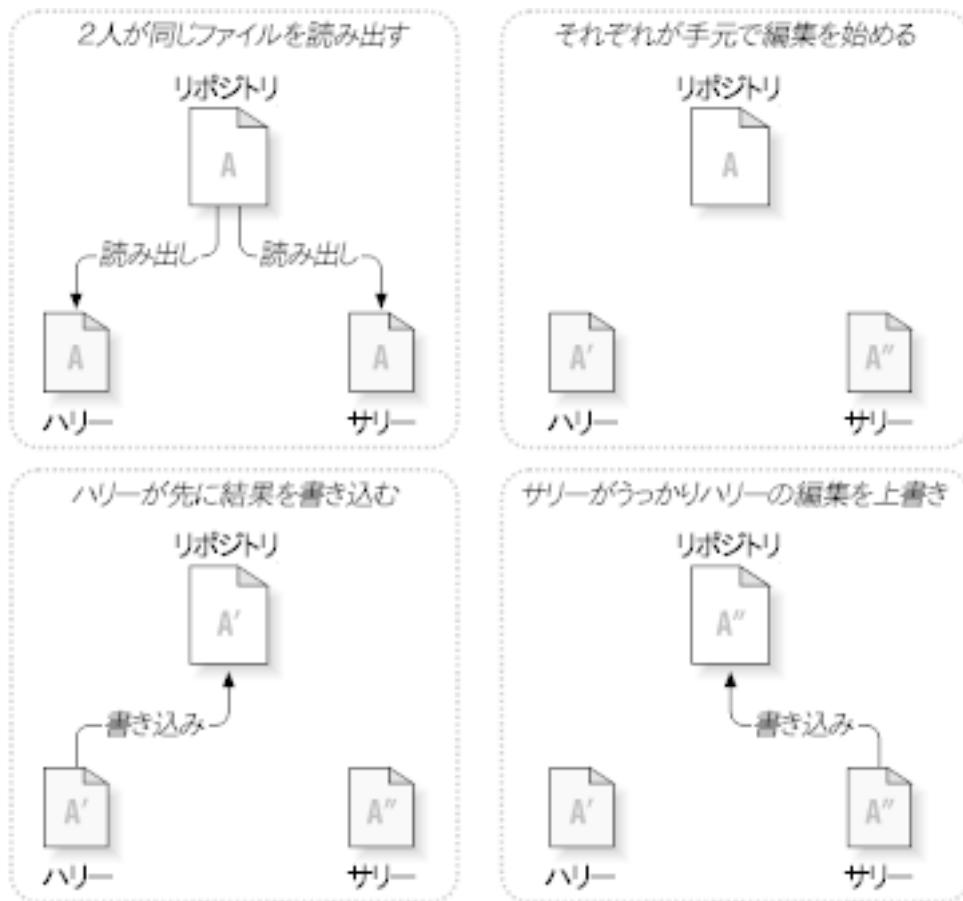 2人が同じファイルを読み出す
リポジトリ
A
読み出し 読み出し
A A
ハリー サリー
それぞれが手元で編集を始める
リポジトリ
A
A′ A″
ハリー サリー
ハリーが先に結果を書き込む
リポジトリ
A′
書き込み
A′ A″
ハリー サリー
サリーがうっかりハリーの編集を上書き
リポジトリ
A″
書き込み
A′ A″
ハリー サリー